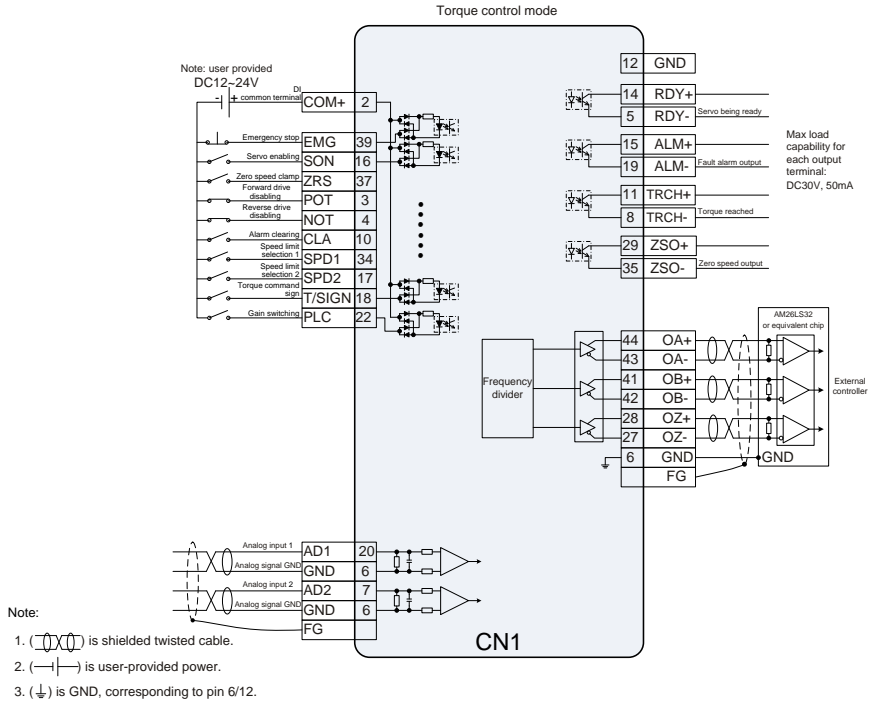 Torque control mode
Note: user provided
DC12~24V
- +
DI
common terminal
COM+ 2
Emergency stop EMG 39
Servo enabling SON 16
Zero speed clamp ZRS 37
Forward drive
disabling
POT 3
Reverse drive
disabling
NOT 4
Alarm clearing CLA 10
Speed limit
selection 1
SPD1 34
Speed limit
selection 2
SPD2 17
Torque command
sign
T/SIGN 18
Gain switching PLC 22
12 GND
14 RDY+
5 RDY- Servo being ready
15 ALM+
19 ALM- Fault alarm output
11 TRCH+
8 TRCH- Torque reached
29 ZSO+
35 ZSO- Zero speed output
Max load
capability for
each output
terminal:
DC30V, 50mA
Frequency
divider
44 OA+
43 OA-
41 OB+
42 OB-
28 OZ+
27 OZ-
6 GND
FG
AM26LS32
or equivalent chip
GND
External
controller
Analog input 1 AD1 20
Analog signal GND GND 6
Analog input 2 AD2 7
Analog signal GND GND 6
FG
CN1
Note:
1. ( ) is shielded twisted cable.
2. ( ) is user-provided power.
3. ( ) is GND, corresponding to pin 6/12.